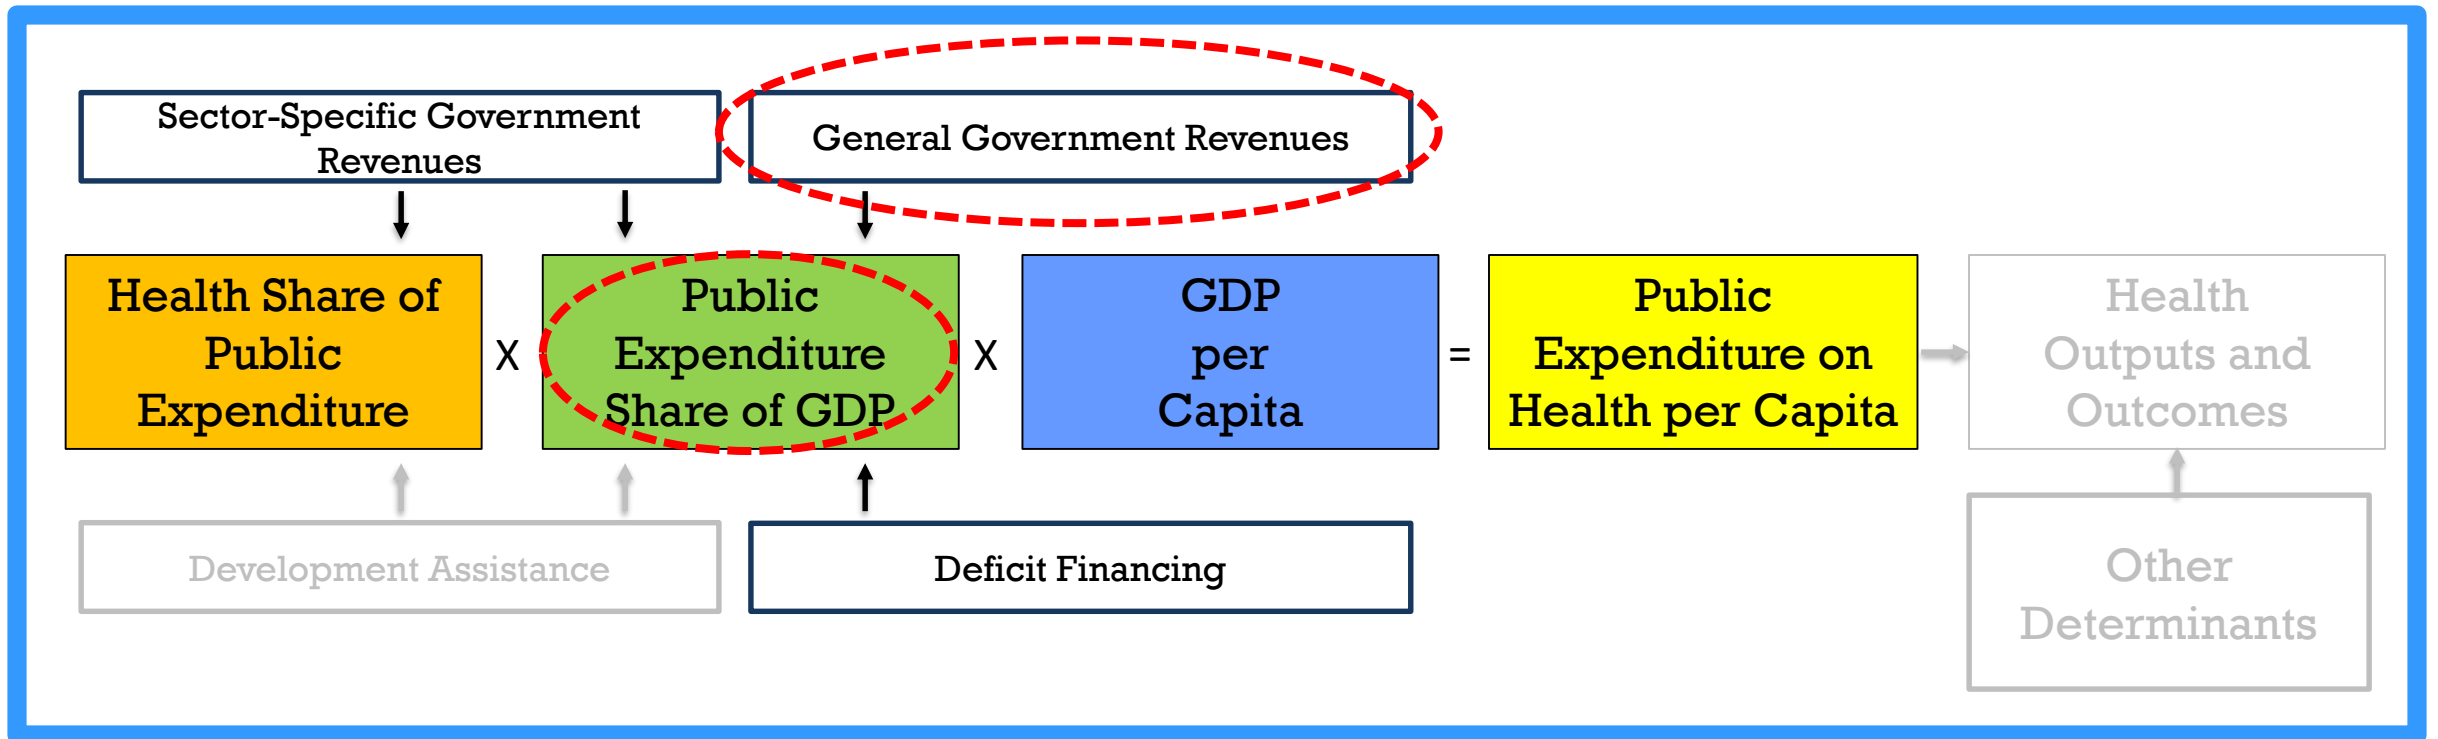 Sector-Specific Government
Revenues
General Government Revenues
Health Share of
Public
Expenditure
X
Public
Expenditure
Share of GDP
X
GDP
per
Capita
=
Public
Expenditure on
Health per Capita
Health
Outputs and
Outcomes
Development Assistance
Deficit Financing
Other
Determinants